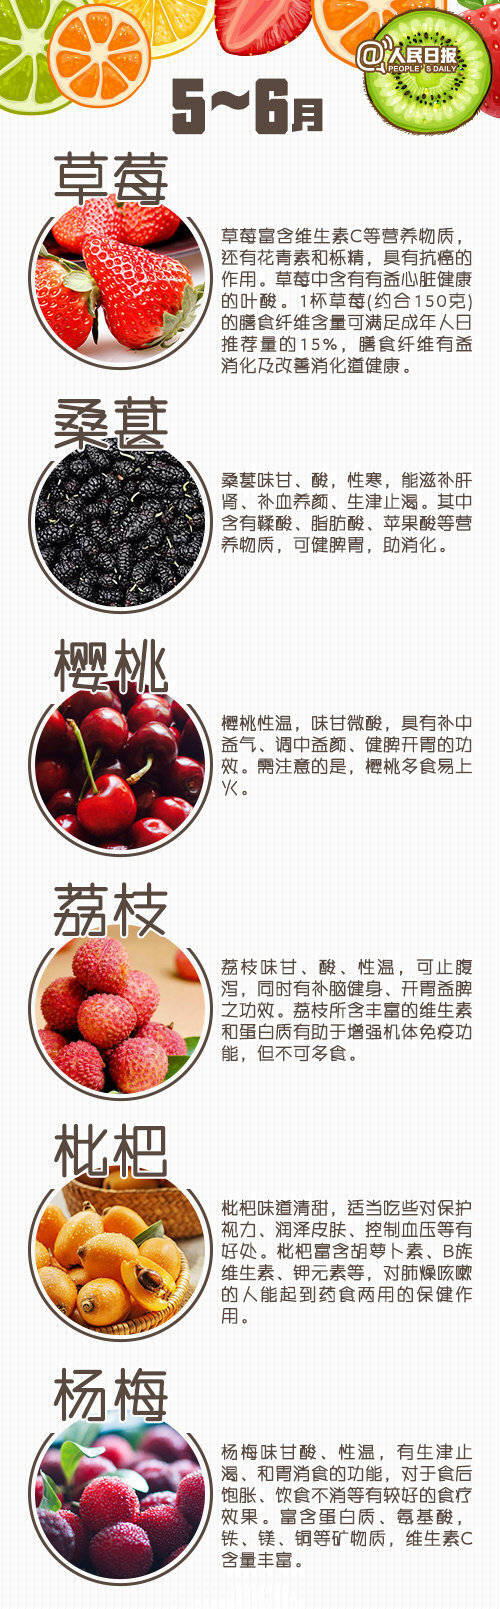 @人民日报
PEOPLE'S DAILY
5~6月
草莓
草莓富含维生素C等营养物质，
还有花青素和栎精，具有抗癌的
作用。草莓中含有有益心脏健康
的叶酸。1杯草莓(约合150克)
的膳食纤维含量可满足成年人日
推荐量的15%，膳食纤维有益
消化及改善消化道健康。
桑葚
桑葚味甘、酸，性寒，能滋补肝
肾、补血养颜、生津止渴。其中
含有鞣酸、脂肪酸、苹果酸等营
养物质，可健脾胃，助消化。
樱桃
樱桃性温，味甘微酸，具有补中
益气、调中益颜、健脾开胃的功
效。需注意的是，樱桃多食易上
火。
荔枝
荔枝味甘、酸、性温，可止腹
泻，同时有补脑健身、开胃益脾
之功效。荔枝所含丰富的维生素
和蛋白质有助于增强机体免疫功
能，但不可多食。
枇杷
枇杷味道清甜，适当吃些对保护
视力、润泽皮肤、控制血压等有
好处。枇杷富含胡萝卜素、B族
维生素、钾元素等，对肺燥咳嗽
的人能起到药食两用的保健作
用。
杨梅
杨梅味甘酸、性温，有生津止
渴、和胃消食的功能，对于食后
饱胀、饮食不消等有较好的食疗
效果。富含蛋白质、氨基酸，
铁、镁、铜等矿物质，维生素C
含量丰富。